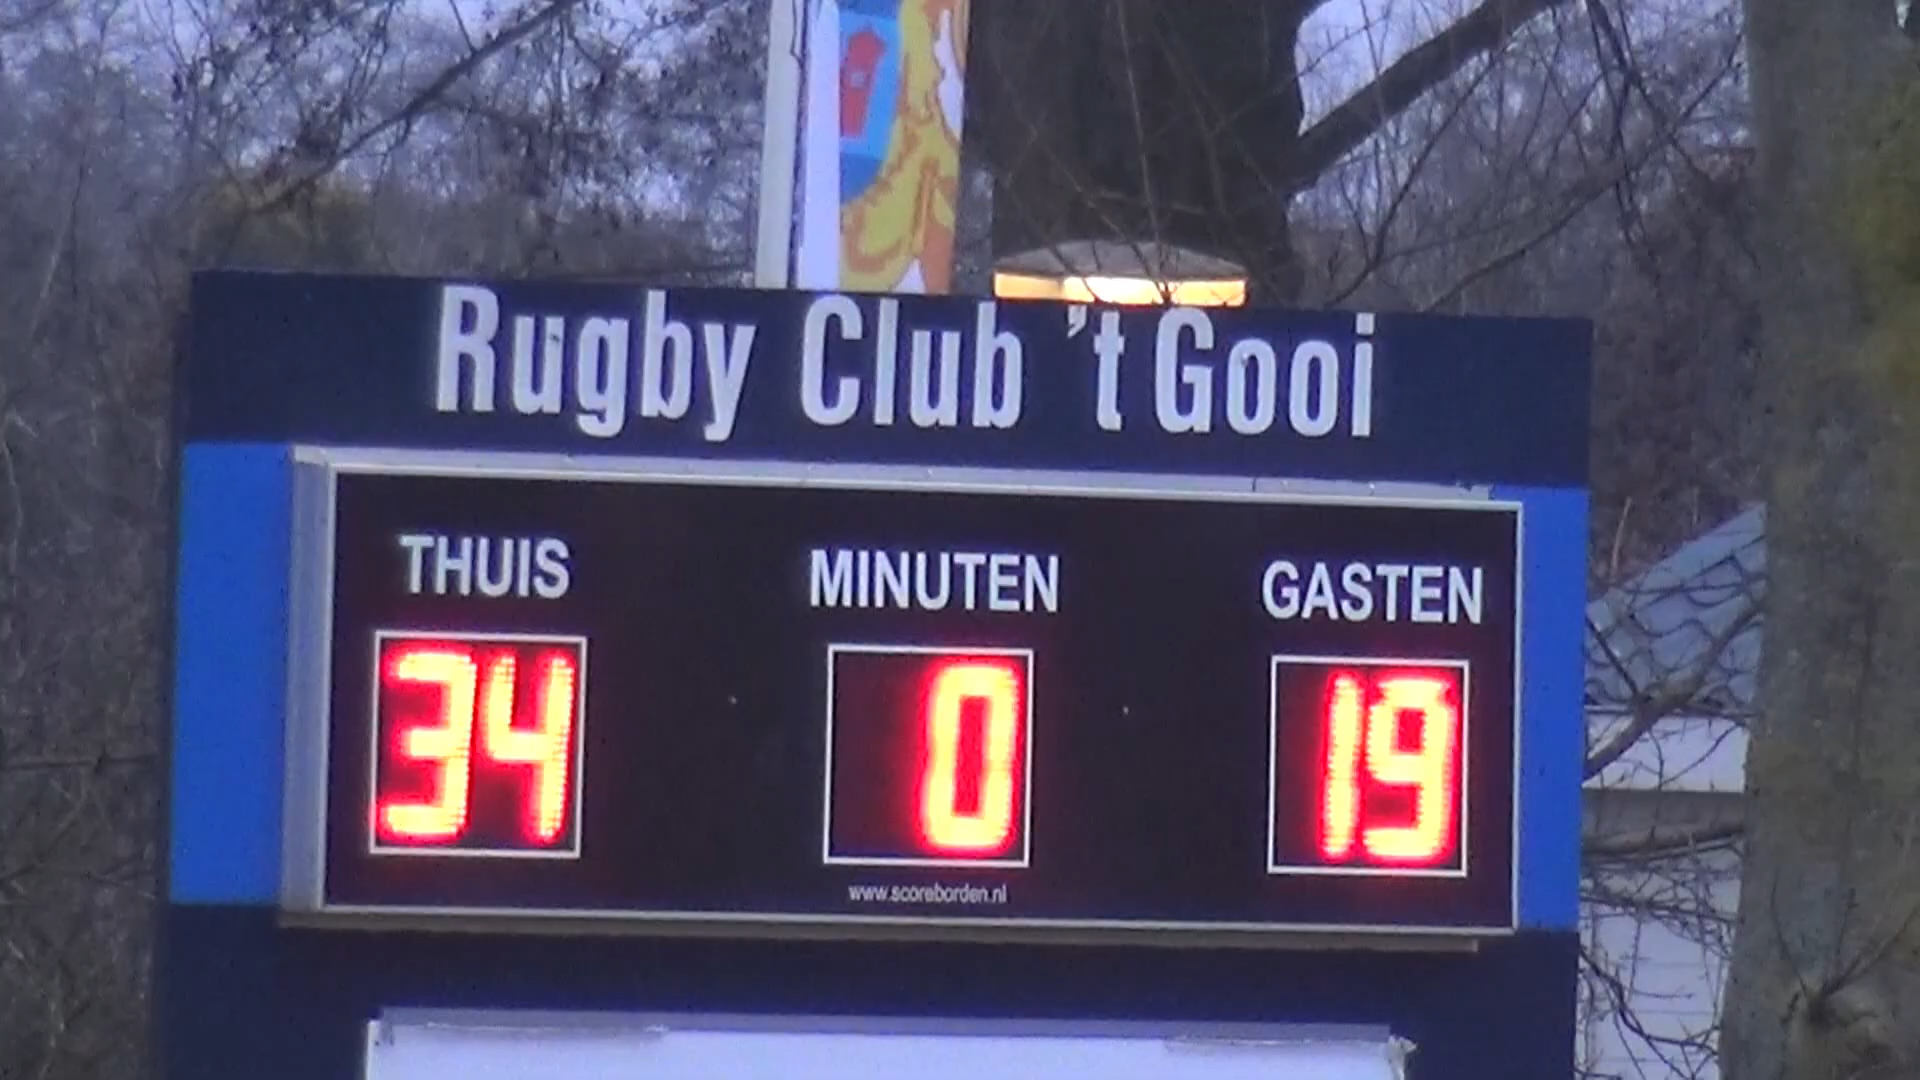 Rugby Club 't Gooi
THUIS MINUTEN GASTEN
34 0 19
www.scoreborden.nl